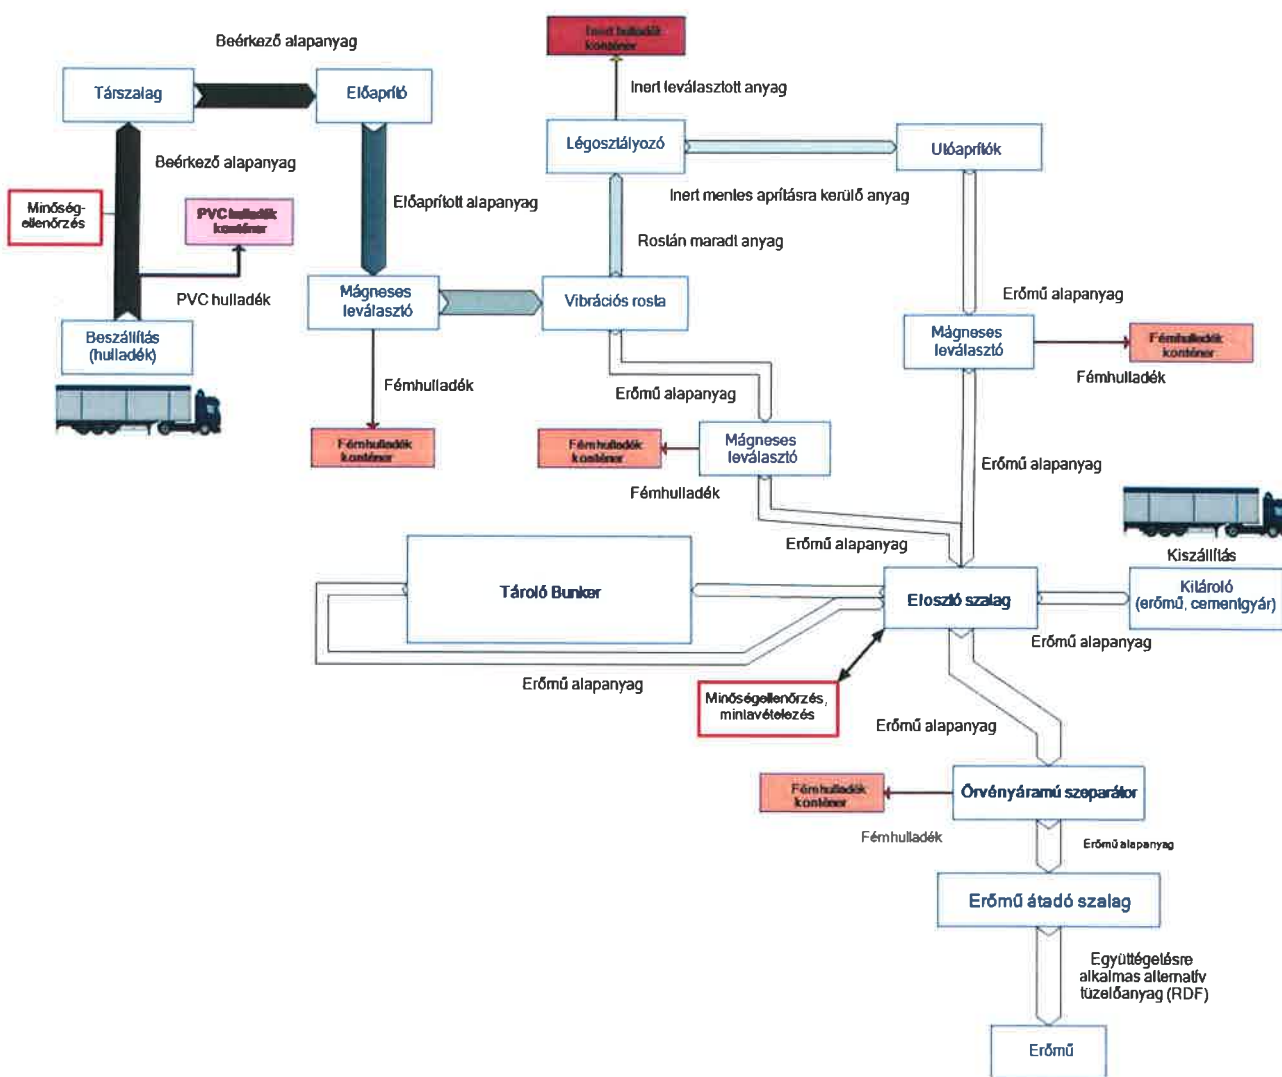 Beérkező alapanyag
Inert hulladék
konténer
Társzalag
Előaprító
Inert leválasztott anyag
Beérkező alapanyag
Légosztályozó
Utóaprítók
Minőség-
ellenőrzés
PVC hulladék
konténer
Előaprított alapanyag
Inert mentes aprításra kerülő anyag
Rostán maradt anyag
PVC hulladék
Mágneses
leválasztó
Vibrációs rosta
Erőmű alapanyag
Beszállítás
(hulladék)
Mágneses
leválasztó
Fémhulladék
konténer
Fémhulladék
Fémhulladék
Erőmű alapanyag
Fémhulladék
konténer
Fémhulladék
konténer
Mágneses
leválasztó
Erőmű alapanyag
Fémhulladék
Erőmű alapanyag
Kiszállítás
Tároló Bunker
Elosztó szalag
Kitároló
(erőmű, cementgyár)
Erőmű alapanyag
Erőmű alapanyag
Minőségellenőrzés,
mintavételezés
Erőmű alapanyag
Fémhulladék
konténer
Örvényáramú szeparátor
Fémhulladék
Erőmű alapanyag
Erőmű átadó szalag
Együttégetésre
alkalmas alternatív
tüzelőanyag (RDF)
Erőmű